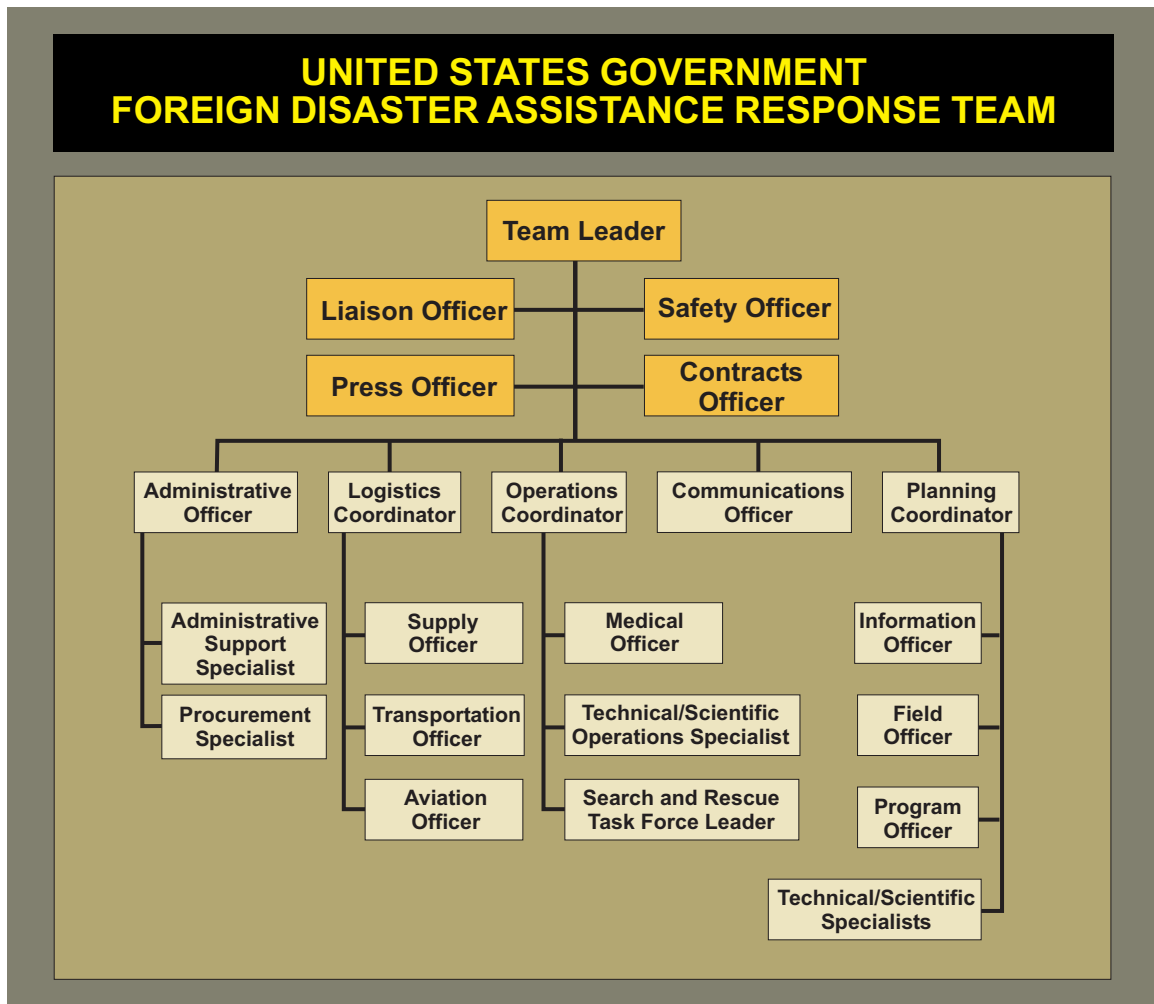 UNITED STATES GOVERNMENT
FOREIGN DISASTER ASSISTANCE RESPONSE TEAM
Team Leader
Liaison Officer
Safety Officer
Press Officer
Contracts
Officer
Administrative
Officer
Logistics
Coordinator
Operations
Coordinator
Communications
Officer
Planning
Coordinator
Administrative
Support
Specialist
Supply
Officer
Medical
Officer
Information
Officer
Procurement
Specialist
Transportation
Officer
Technical/Scientific
Operations Specialist
Field
Officer
Aviation
Officer
Search and Rescue
Task Force Leader
Program
Officer
Technical/Scientific
Specialists